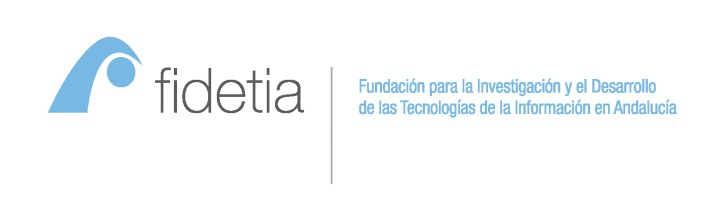 fidetia
Fundación para la Investigación y el Desarrollo
de las Tecnologías de la Información en Andalucía